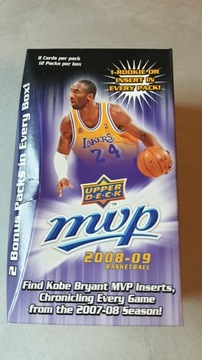 8 Cards per pack
12 Packs per box
1 ROOKIE OR
INSERT IN
EVERY PACK!
LAKERS
24
2 Bonus Packs in Every Box!
UPPER
DECK
mvp
2008-09
BASKETBALL
Find Kobe Bryant MVP Inserts,
Chronicling Every Game
from the 2007-08 Season!